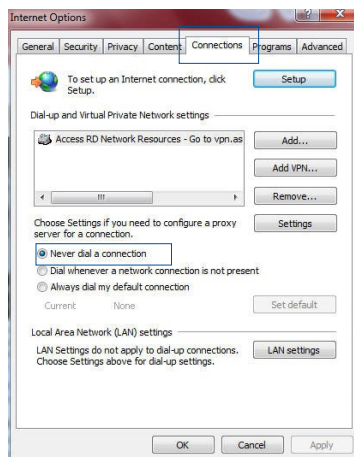 Internet Options
General Security Privacy Content Connections Programs Advanced
To set up an Internet connection, click
Setup.
Setup
Dial-up and Virtual Private Network settings
Access RD Network Resources - Go to vpn.as
Add...
Add VPN...
Remove...
Choose Settings if you need to configure a proxy
server for a connection.
Settings
Never dial a connection
Dial whenever a network connection is not present
Always dial my default connection
Current None
Set default
Local Area Network (LAN) settings
LAN Settings do not apply to dial-up connections.
Choose Settings above for dial-up settings.
LAN settings
OK Cancel Apply